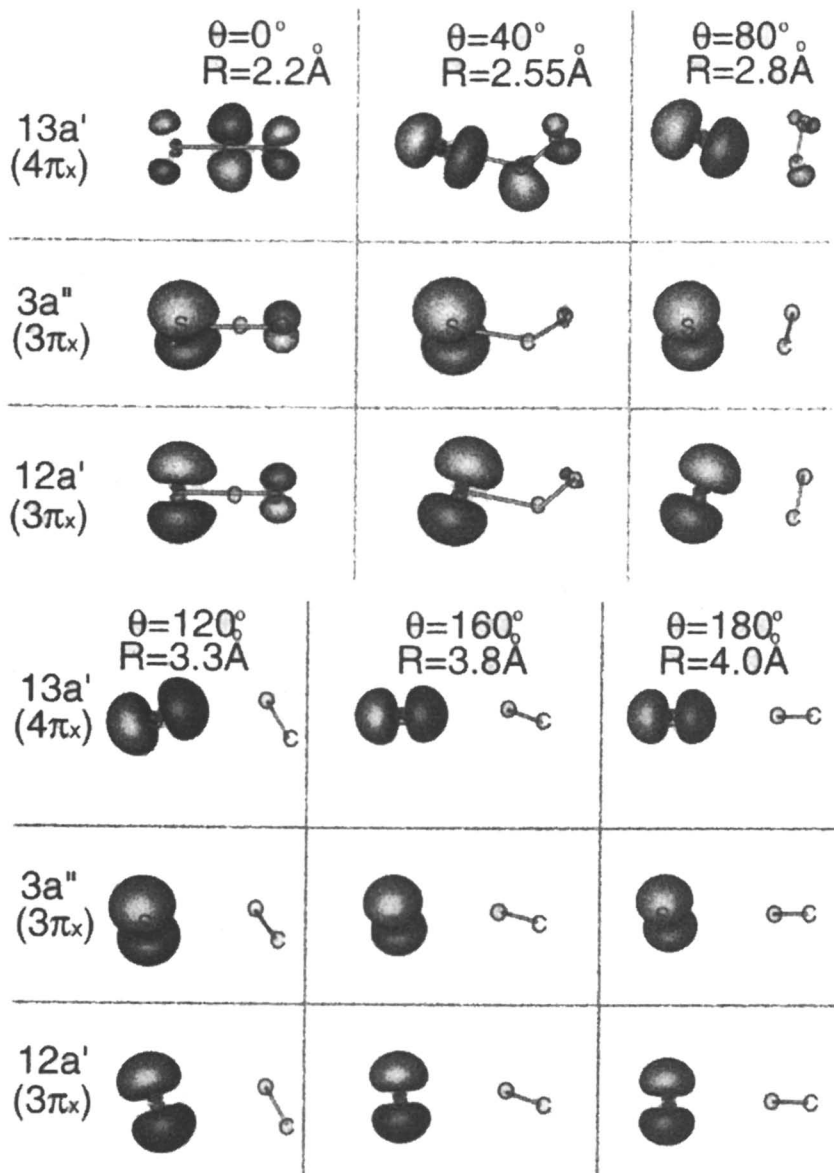 θ=0° θ=40° θ=80°
R=2.2Å R=2.55Å R=2.8Å
13a'
(4πₓ)
3a"
(3πₓ)
S
S C
S
C
12a'
(3πₓ)
C
C
θ=120° θ=160° θ=180°
R=3.3Å R=3.8Å R=4.0Å
13a'
(4πₓ)
C
C
O C
3a"
(3πₓ)
S
C
C
S O C
12a'
(3πₓ)
C
C
O C